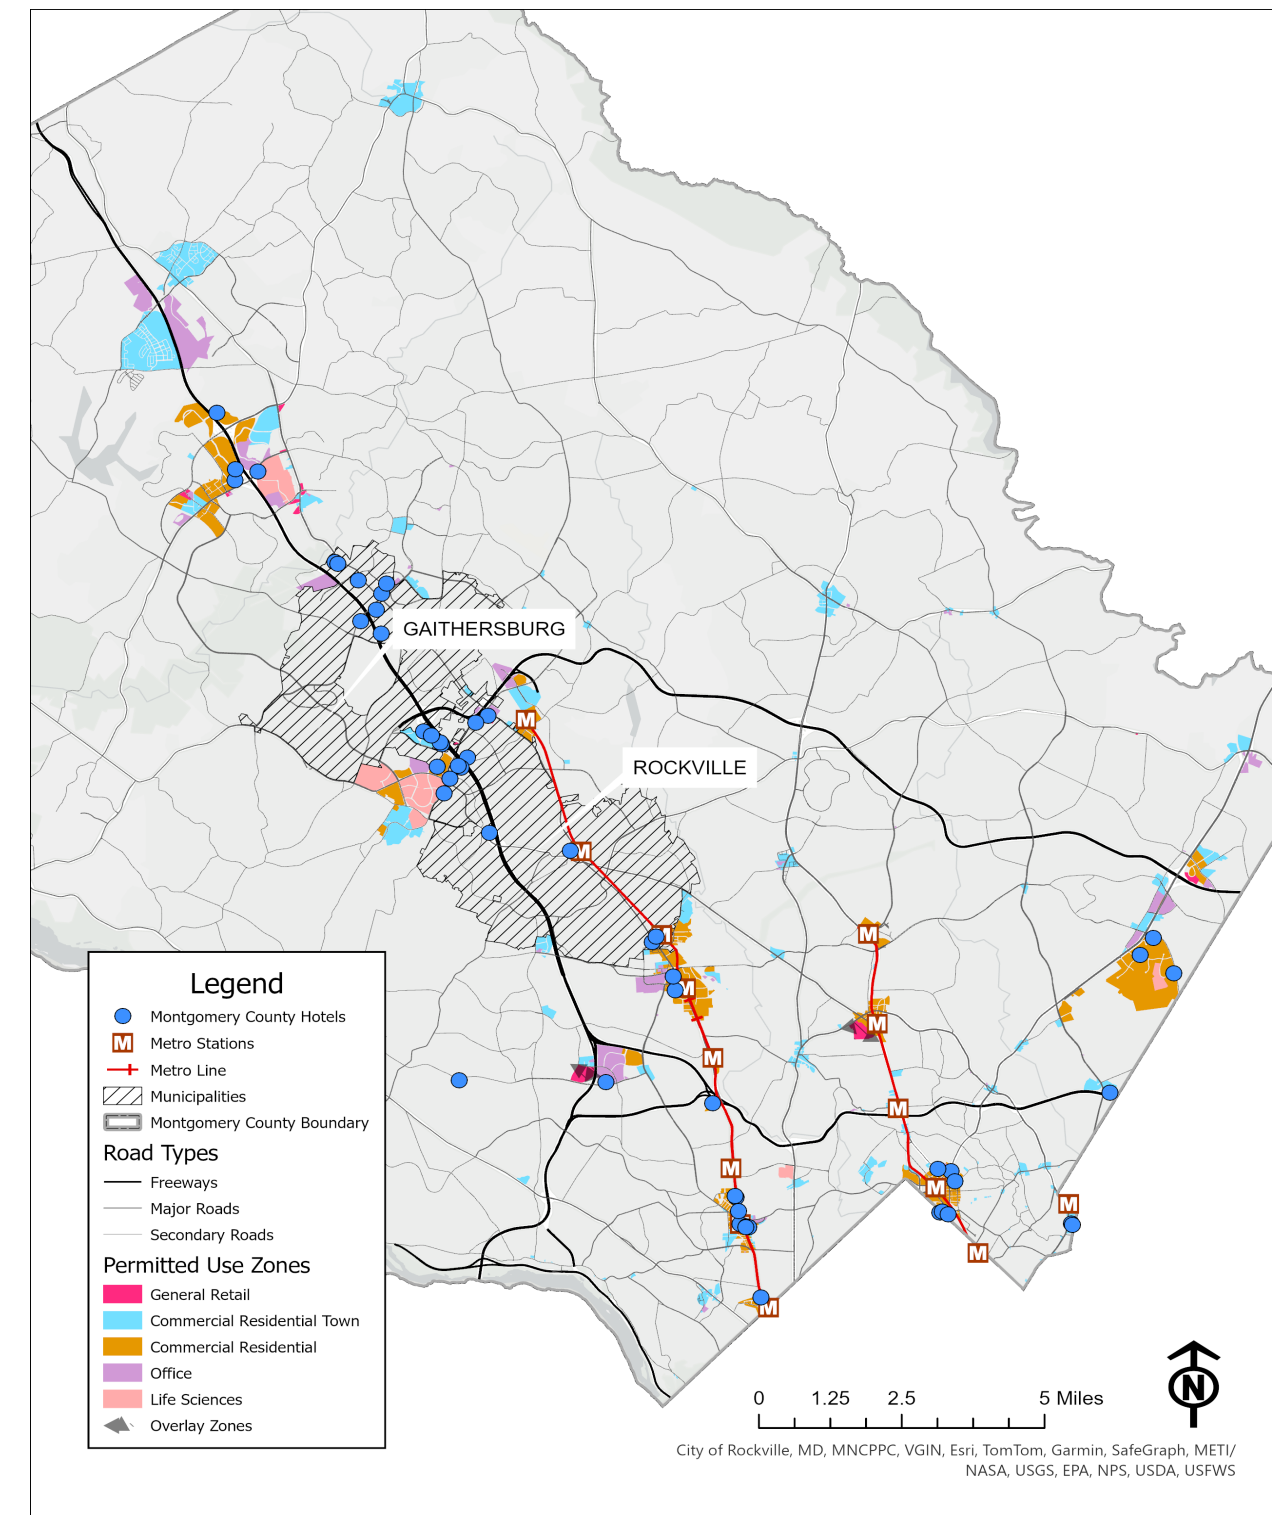 GAITHERSBURG
M
ROCKVILLE
M
M
M
M
M
M
M
M
M
M
M
M
M
Legend
Montgomery County Hotels
M Metro Stations
Metro Line
Municipalities
Montgomery County Boundary
Road Types
Freeways
Major Roads
Secondary Roads
Permitted Use Zones
General Retail
Commercial Residential Town
Commercial Residential
Office
Life Sciences
Overlay Zones
0 1.25 2.5 5 Miles
N
City of Rockville, MD, MNCPPC, VGIN, Esri, TomTom, Garmin, SafeGraph, METI/
NASA, USGS, EPA, NPS, USDA, USFWS